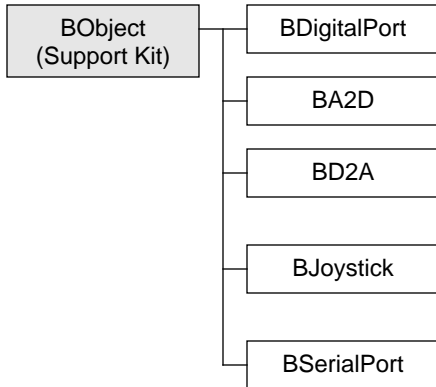 BObject
(Support Kit)
BDigitalPort
BA2D
BD2A
BJoystick
BSerialPort